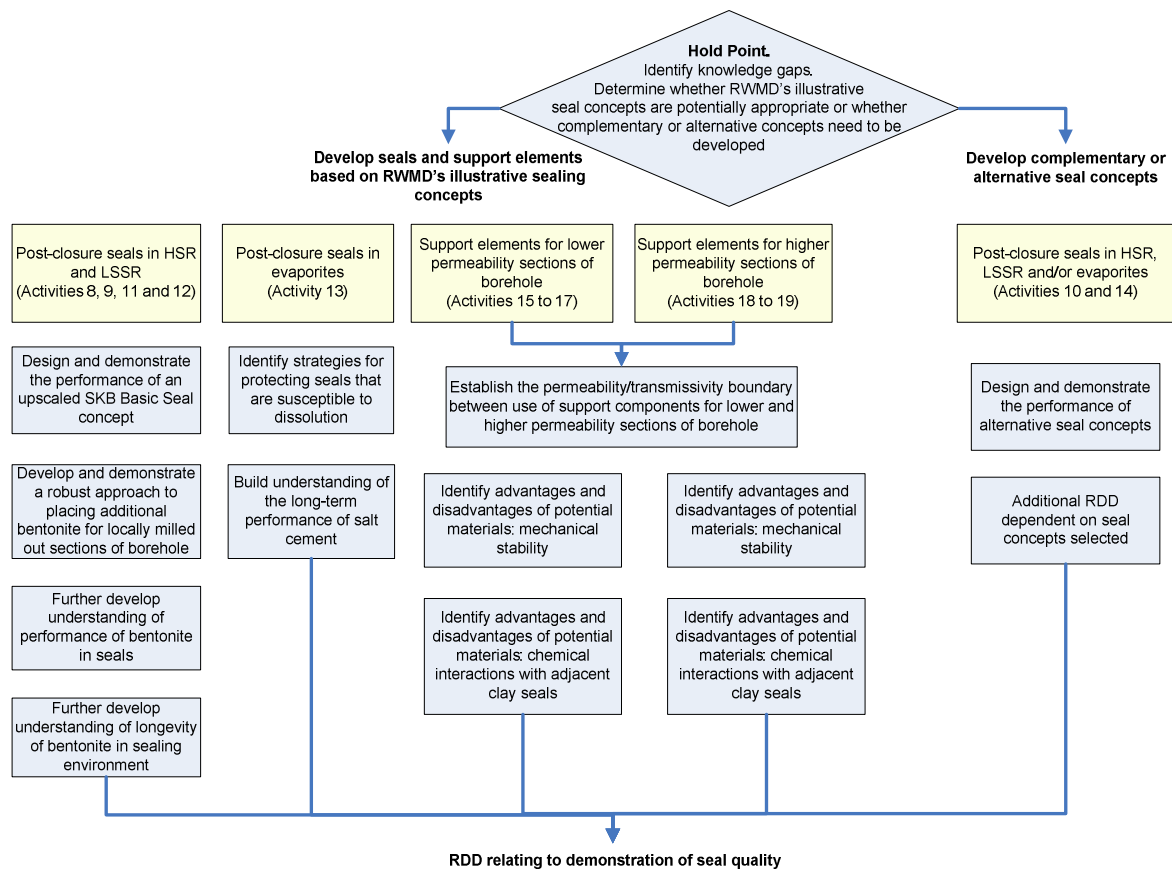 Hold Point.
Identify knowledge gaps.
Determine whether RWMD's illustrative
seal concepts are potentially appropriate or whether
complementary or alternative concepts need to be
developed
Develop seals and support elements
based on RWMD's illustrative sealing
concepts
Develop complementary or
alternative seal concepts
Post-closure seals in HSR
and LSSR
(Activities 8, 9, 11 and 12)
Post-closure seals in
evaporites
(Activity 13)
Support elements for lower
permeability sections of
borehole
(Activities 15 to 17)
Support elements for higher
permeability sections of
borehole
(Activities 18 to 19)
Post-closure seals in HSR,
LSSR and/or evaporites
(Activities 10 and 14)
Design and demonstrate
the performance of an
upscaled SKB Basic Seal
concept
Identify strategies for
protecting seals that
are susceptible to
dissolution
Establish the permeability/transmissivity boundary
between use of support components for lower and
higher permeability sections of borehole
Design and demonstrate
the performance of
alternative seal concepts
Develop and demonstrate
a robust approach to
placing additional
bentonite for locally milled
out sections of borehole
Build understanding of
the long-term
performance of salt
cement
Identify advantages and
disadvantages of potential
materials: mechanical
stability
Identify advantages and
disadvantages of potential
materials: mechanical
stability
Additional RDD
dependent on seal
concepts selected
Further develop
understanding of
performance of bentonite
in seals
Identify advantages and
disadvantages of potential
materials: chemical
interactions with adjacent
clay seals
Identify advantages and
disadvantages of potential
materials: chemical
interactions with adjacent
clay seals
Further develop
understanding of longevity
of bentonite in sealing
environment
RDD relating to demonstration of seal quality